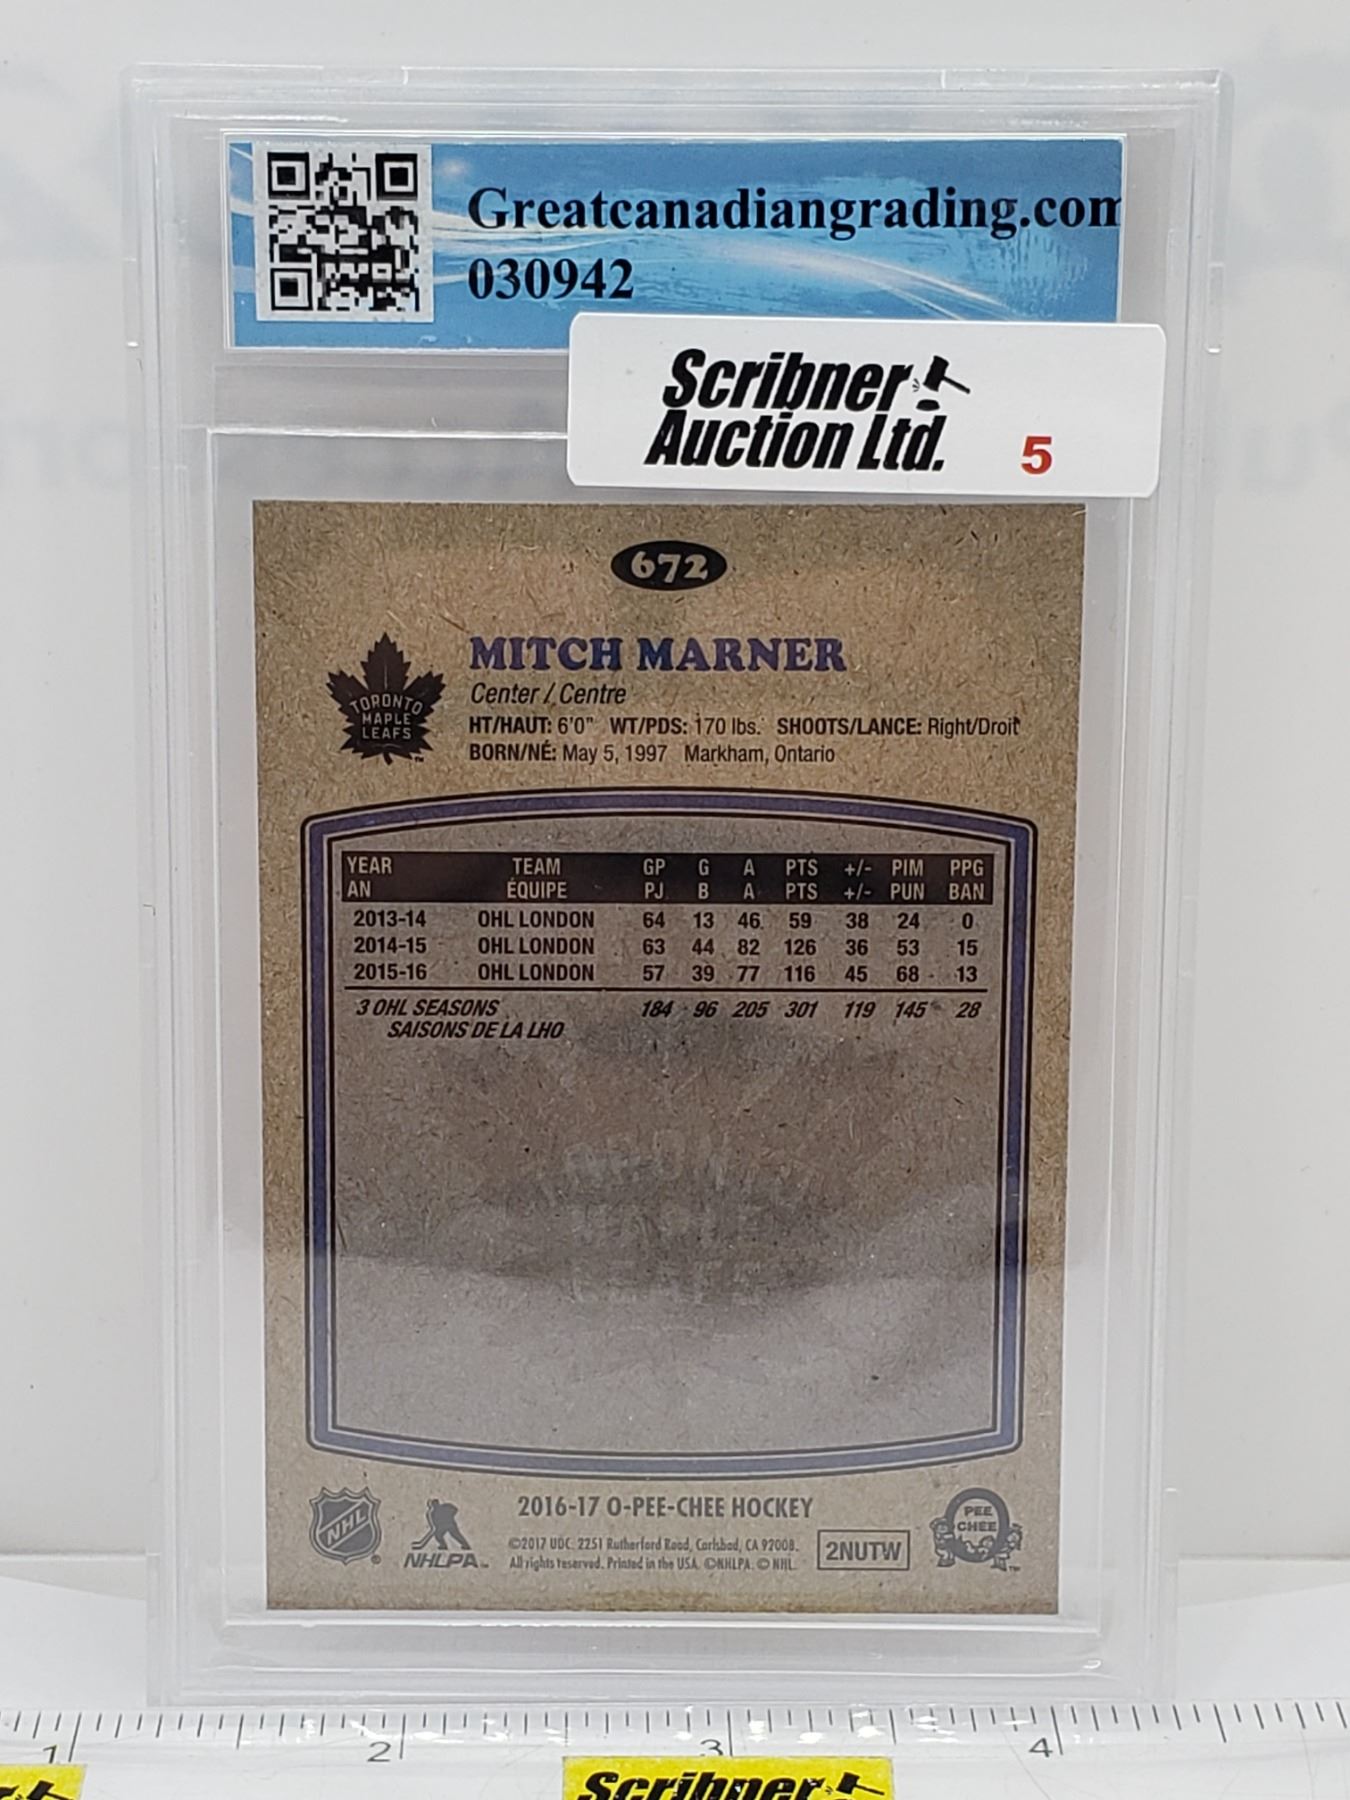 Greatcanadiangrading.com
030942
Scribner
Auction Ltd.
5
672
MITCH MARNER
Center / Centre
HT/HAUT: 6'0" WT/PDS: 170 lbs. SHOOTS/LANCE: Right/Droit
BORN/NÉ: May 5, 1997 Markham, Ontario
TORONTO
MAPLE
LEAFS
YEAR TEAM GP G A PTS +/- PIM PPG
AN ÉQUIPE PJ B A PTS +/- PUN BAN
2013-14 OHL LONDON 64 13 46 59 38 24 0
2014-15 OHL LONDON 63 44 82 126 36 53 15
2015-16 OHL LONDON 57 39 77 116 45 68 13
3 OHL SEASONS 184 96 205 301 119 145 28
SAISONS DE LA LHO
TORONTO
MAPLE
LEAFS
2016-17 O-PEE-CHEE HOCKEY
©2017 UDC. 2251 Rutherford Road, Carlsbad, CA 92008.
All rights reserved. Printed in the USA. ©NHLPA. © NHL.
NHL
NHLPA
2NUTW
PEE
CHEE
1 2 3 4
Scribner